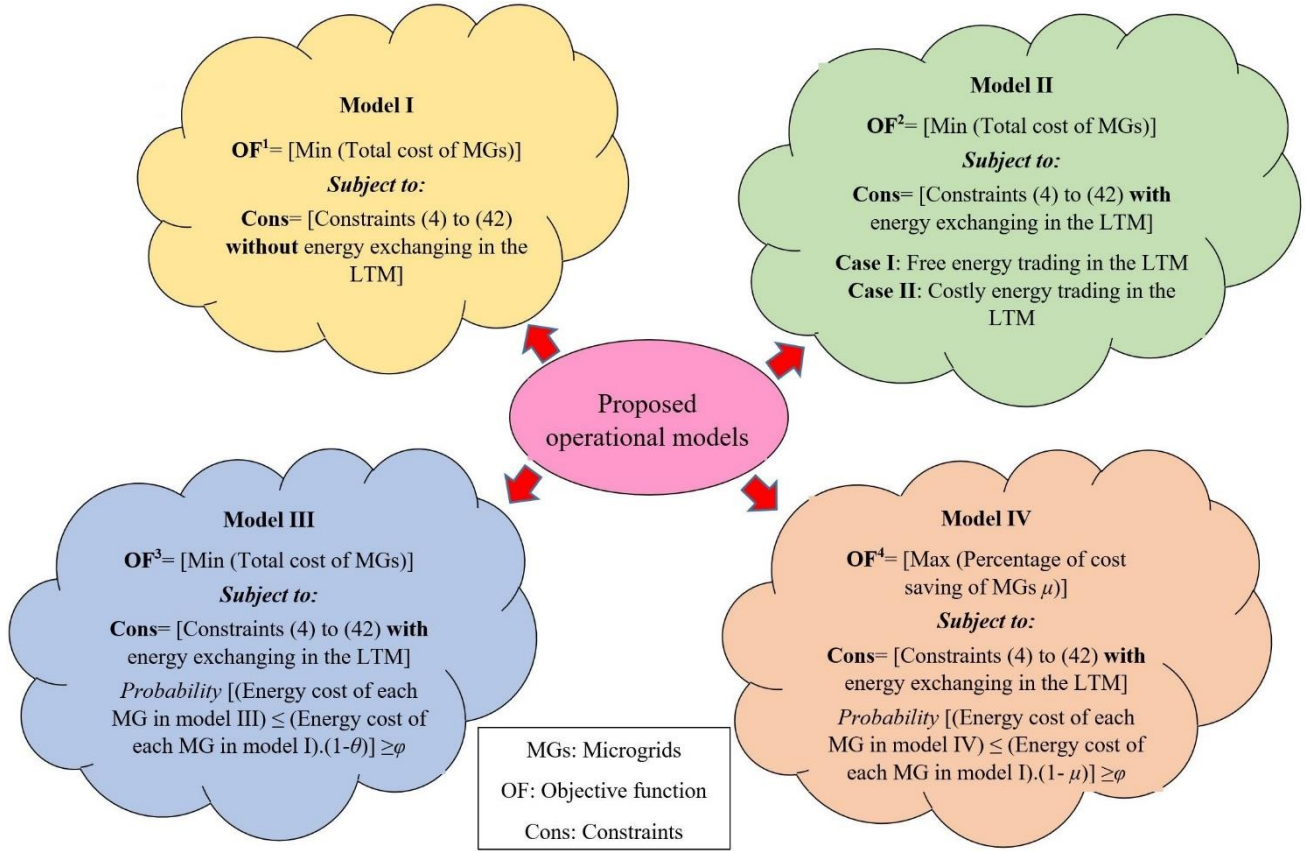 Model I
OF¹= [Min (Total cost of MGs)]
Subject to:
Cons= [Constraints (4) to (42)
without energy exchanging in the
LTM]
Model II
OF²= [Min (Total cost of MGs)]
Subject to:
Cons= [Constraints (4) to (42) with
energy exchanging in the LTM]
Case I: Free energy trading in the LTM
Case II: Costly energy trading in the
LTM
Proposed
operational models
Model III
OF³= [Min (Total cost of MGs)]
Subject to:
Cons= [Constraints (4) to (42) with
energy exchanging in the LTM]
Probability [(Energy cost of each
MG in model III) ≤ (Energy cost of
each MG in model I).(1-θ)] ≥φ
Model IV
OF⁴= [Max (Percentage of cost
saving of MGs μ)]
Subject to:
Cons= [Constraints (4) to (42) with
energy exchanging in the LTM]
Probability [(Energy cost of each
MG in model IV) ≤ (Energy cost of
each MG in model I).(1- μ)] ≥φ
MGs: Microgrids
OF: Objective function
Cons: Constraints